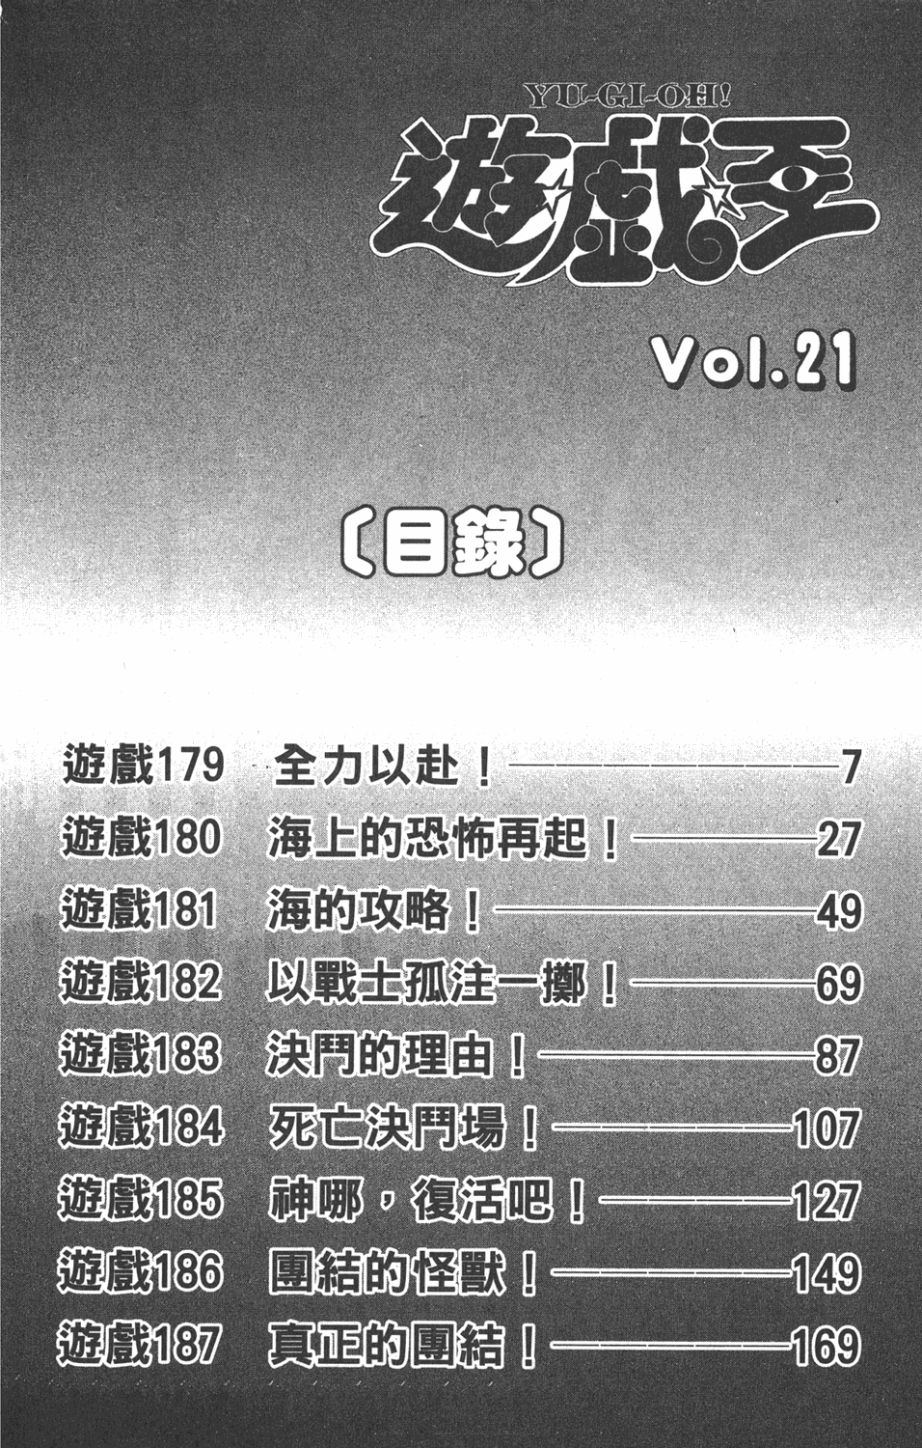 YU-GI-OH!
遊戲王
Vol.21
〔目錄〕
遊戲179 全力以赴！ 7
遊戲180 海上的恐怖再起！ 27
遊戲181 海的攻略！ 49
遊戲182 以戰士孤注一擲！ 69
遊戲183 決鬥的理由！ 87
遊戲184 死亡決鬥場！ 107
遊戲185 神哪，復活吧！ 127
遊戲186 團結的怪獸！ 149
遊戲187 真正的團結！ 169